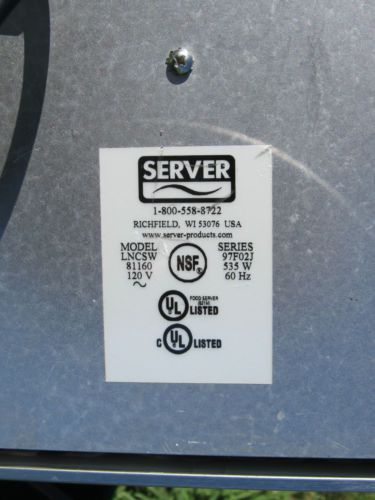 SERVER
1-800-558-8722
RICHFIELD, WI 53076 USA
www.server-products.com
MODEL SERIES
LNCSW NSF® 97F02J
81160 535 W
120 V 60 Hz
~
UL FOOD SERVER
LISTED
C UL LISTED